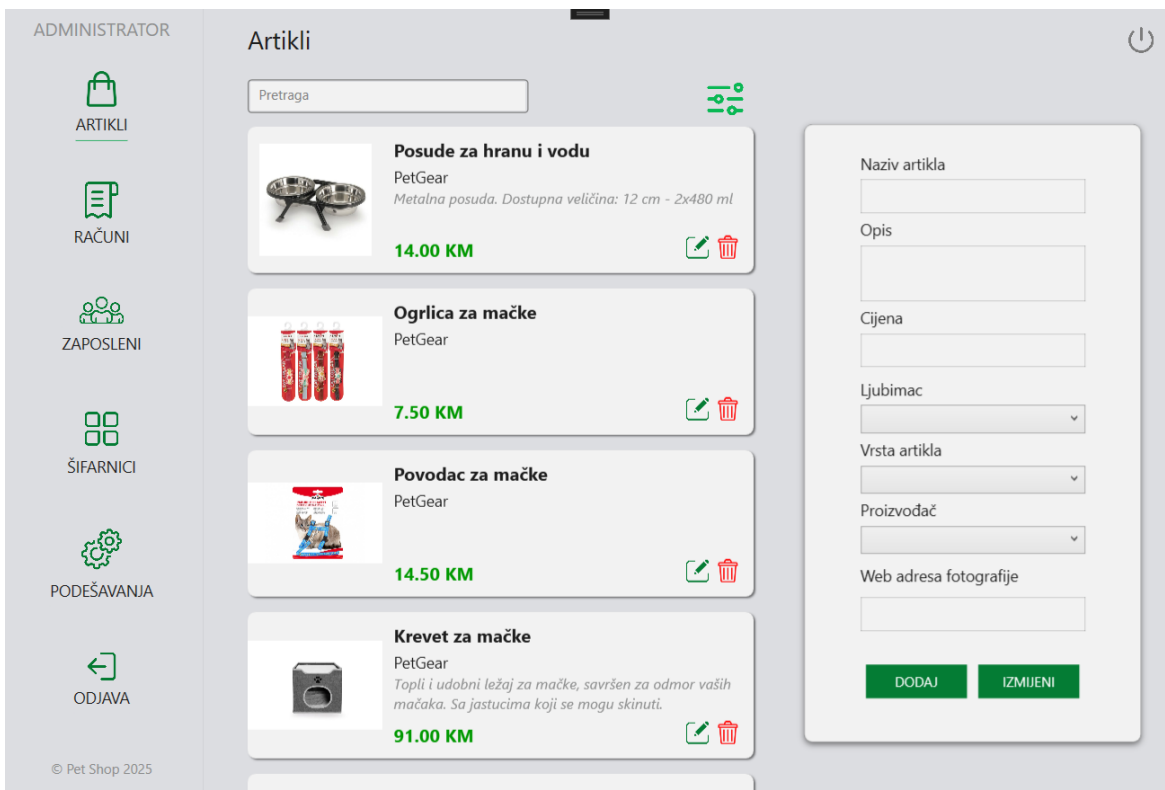 ADMINISTRATOR
ARTIKLI
RAČUNI
ZAPOSLENI
ŠIFARNICI
PODEŠAVANJA
ODJAVA
© Pet Shop 2025
Artikli
Pretraga
Posude za hranu i vodu
PetGear
Metalna posuda. Dostupna veličina: 12 cm - 2x480 ml
14.00 KM
Ogrlica za mačke
PetGear
7.50 KM
Povodac za mačke
PetGear
14.50 KM
Krevet za mačke
PetGear
Topli i udobni ležaj za mačke, savršen za odmor vaših
mačaka. Sa jastucima koji se mogu skinuti.
91.00 KM
Naziv artikla
Opis
Cijena
Ljubimac
Vrsta artikla
Proizvođač
Web adresa fotografije
DODAJ
IZMIJENI